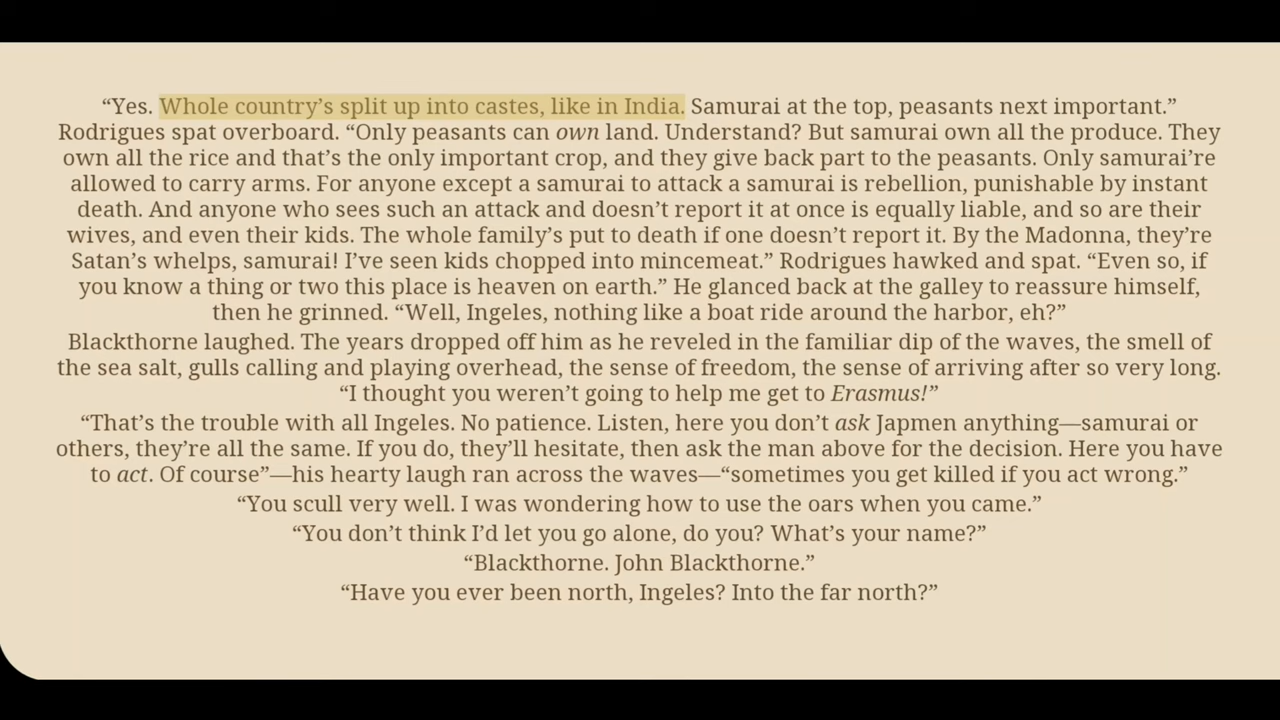 “Yes. Whole country’s split up into castes, like in India. Samurai at the top, peasants next important.”
Rodrigues spat overboard. “Only peasants can own land. Understand? But samurai own all the produce. They
own all the rice and that’s the only important crop, and they give back part to the peasants. Only samurai’re
allowed to carry arms. For anyone except a samurai to attack a samurai is rebellion, punishable by instant
death. And anyone who sees such an attack and doesn’t report it at once is equally liable, and so are their
wives, and even their kids. The whole family’s put to death if one doesn’t report it. By the Madonna, they’re
Satan’s whelps, samurai! I’ve seen kids chopped into mincemeat.” Rodrigues hawked and spat. “Even so, if
you know a thing or two this place is heaven on earth.” He glanced back at the galley to reassure himself,
then he grinned. “Well, Ingeles, nothing like a boat ride around the harbor, eh?”
Blackthorne laughed. The years dropped off him as he reveled in the familiar dip of the waves, the smell of
the sea salt, gulls calling and playing overhead, the sense of freedom, the sense of arriving after so very long.
“I thought you weren’t going to help me get to Erasmus!”
“That’s the trouble with all Ingeles. No patience. Listen, here you don’t ask Japmen anything—samurai or
others, they’re all the same. If you do, they’ll hesitate, then ask the man above for the decision. Here you have
to act. Of course”—his hearty laugh ran across the waves—“sometimes you get killed if you act wrong.”
“You scull very well. I was wondering how to use the oars when you came.”
“You don’t think I’d let you go alone, do you? What’s your name?”
“Blackthorne. John Blackthorne.”
“Have you ever been north, Ingeles? Into the far north?”